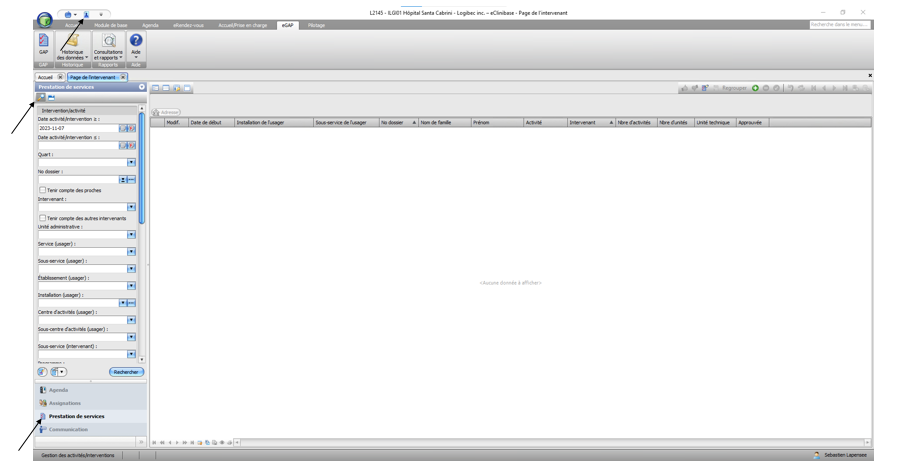 L2145 - ILGI01 Hôpital Santa Cabrini - Logibec inc. – eClinibase - Page de l'intervenant
Module de base Agenda eRendez-vous Accueil/Prise en charge eGAP Pilotage Recherche dans le menu...
GAP Historique des données Consultations et rapports Aide
GAP Historique Rapports Aide
Accueil Page de l'intervenant
Prestation de services Regrouper
Intervention/activité Adresse
Modif. Date de début Installation de l'usager Sous-service de l'usager No dossier Nom de famille Prénom Activité Intervenant Nbre d'activités Nbre d'unités Unité technique Approuvée
Date activité/intervention ≥ :
2023-11-07
Date activité/intervention ≤ :
Quart :
No dossier :
Tenir compte des proches
Intervenant :
Tenir compte des autres intervenants
Unité administrative :
Service (usager) :
Sous-service (usager) :
Établissement (usager) :
<Aucune donnée à afficher>
Installation (usager) :
Centre d'activités (usager) :
Sous-centre d'activités (usager) :
Sous-service (intervenant) :
Rechercher
Agenda
Assignations
Prestation de services
Communication
Gestion des activités/interventions Sebastien Laperriere